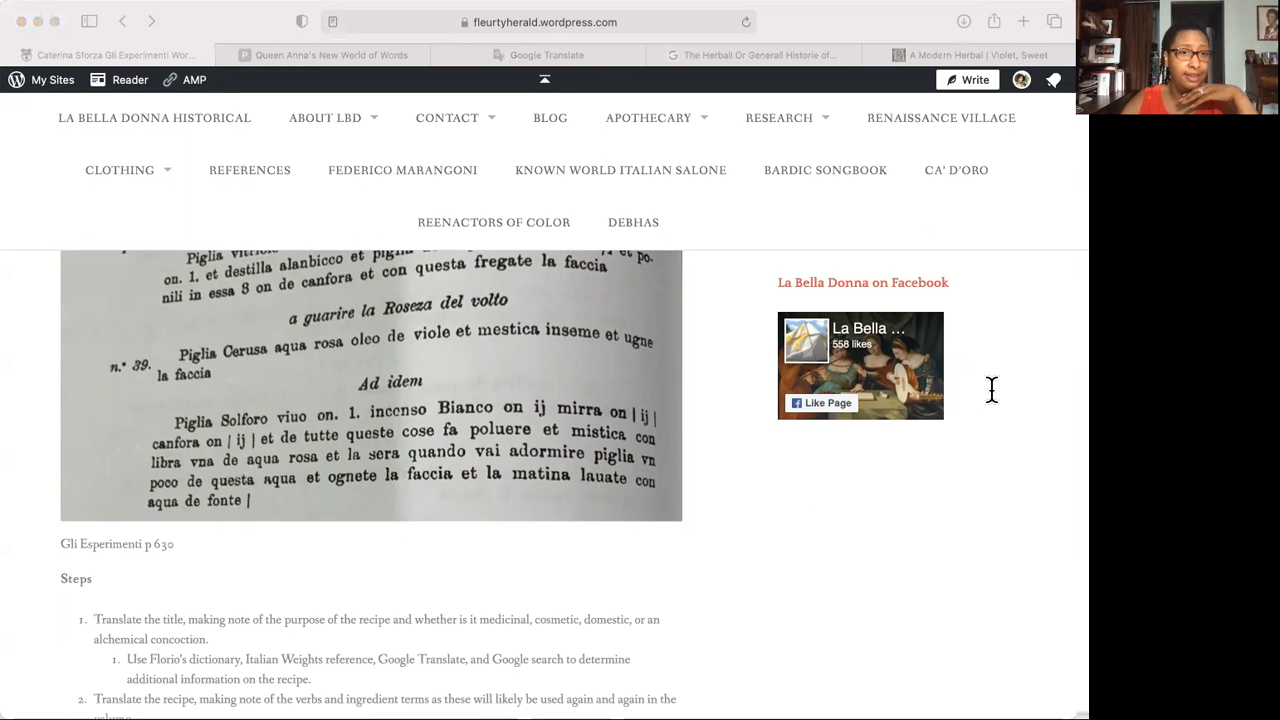 fleurtyherald.wordpress.com
Caterina Sforza Gli Experimenti Wor...
Queen Anna's New World of Words
Google Translate
The Herball Or Generall Historie of...
A Modern Herbal | Violet, Sweet
My Sites
Reader
AMP
Write
LA BELLA DONNA HISTORICAL
ABOUT LBD
CONTACT
BLOG
APOTHECARY
RESEARCH
RENAISSANCE VILLAGE
CLOTHING
REFERENCES
FEDERICO MARANGONI
KNOWN WORLD ITALIAN SALONE
BARDIC SONGBOOK
CA' D'ORO
REENACTORS OF COLOR
DEBHAS
Piglia et po.
on. 1. et destilla alanbicco et
nili in essa 8 on de canfora et con questa fregate la faccia
a guarire la Roseza del volto
n.° 39. Piglia Cerusa aqua rosa oleo de viole et mestica inseme et ugne
la faccia
Ad idem
Piglia Solforo viuo on. 1. incenso Bianco on ij mirra on | ij |
canfora on | ij | et de tutte queste cose fa poluere et mistica con
libra vna de aqua rosa et la sera quando vai adormire piglia vn
poco de questa aqua et ognete la faccia et la matina lauate con
aqua de fonte |
Gli Esperimenti p 630
Steps
1. Translate the title, making note of the purpose of the recipe and whether is it medicinal, cosmetic, domestic, or an
alchemical concoction.
1. Use Florio's dictionary, Italian Weights reference, Google Translate, and Google search to determine
additional information on the recipe.
2. Translate the recipe, making note of the verbs and ingredient terms as these will likely be used again and again in the
volume.
La Bella Donna on Facebook
La Bella ...
558 likes
Like Page